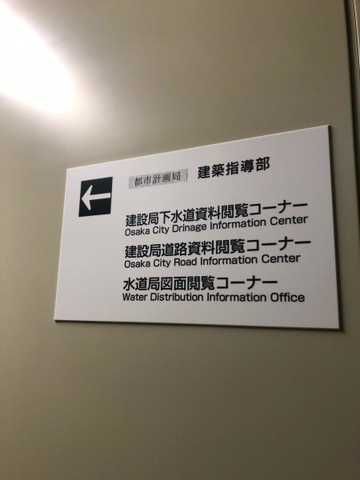 都市計画局 建築指導部
建設局下水道資料閲覧コーナー
Osaka City Drinage Information Center
建設局道路資料閲覧コーナー
Osaka City Road Information Center
水道局図面閲覧コーナー
Water Distribution Information Office